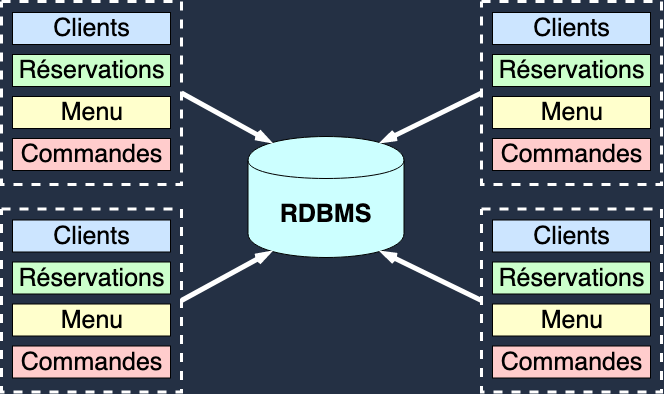 Clients
Réservations
Menu
Commandes
Clients
Réservations
Menu
Commandes
RDBMS
Clients
Réservations
Menu
Commandes
Clients
Réservations
Menu
Commandes